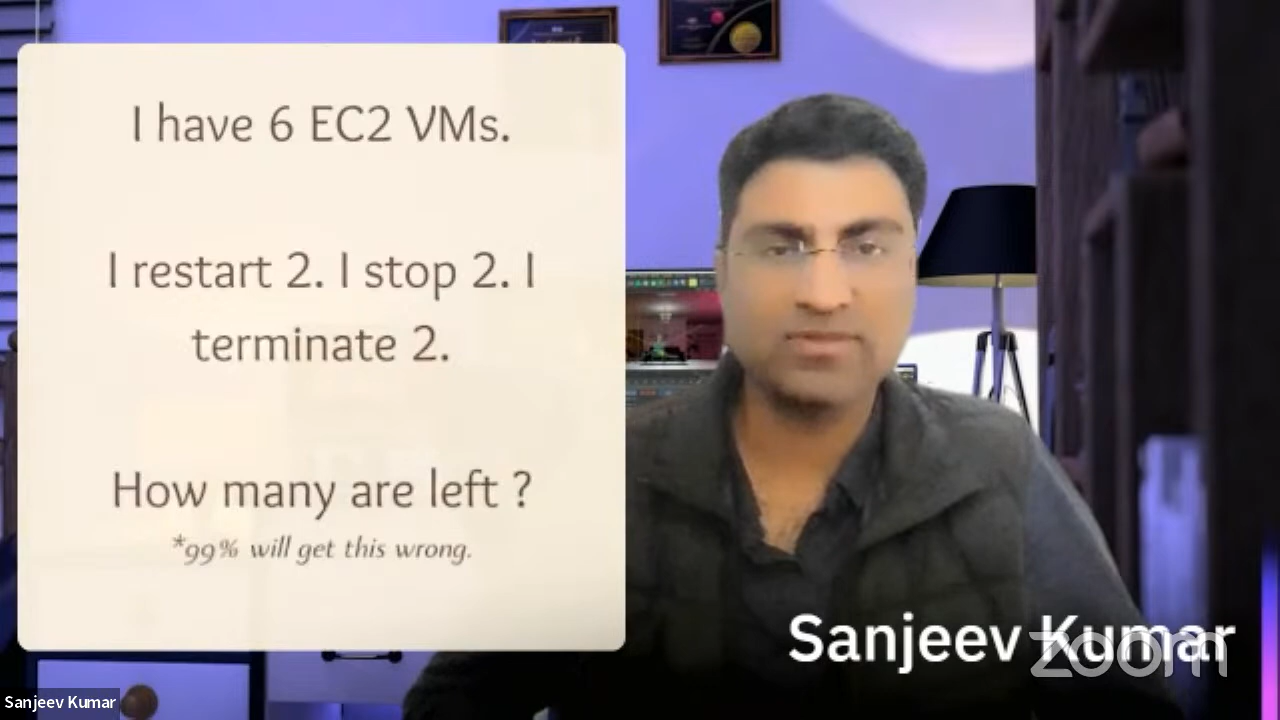 I have 6 EC2 VMs.
I restart 2. I stop 2. I
terminate 2.
How many are left ?
*99% will get this wrong.
Sanjeev Kumar
zoom
Sanjeev Kumar